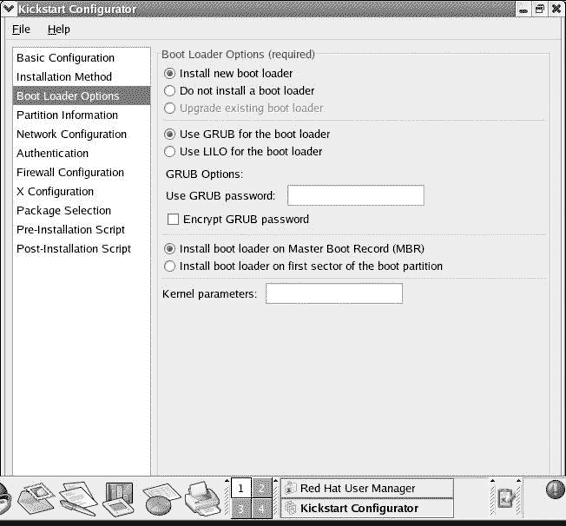 Kickstart Configurator
File Help
Basic Configuration
Installation Method
Boot Loader Options
Partition Information
Network Configuration
Authentication
Firewall Configuration
X Configuration
Package Selection
Pre-Installation Script
Post-Installation Script
Boot Loader Options (required)
Install new boot loader
Do not install a boot loader
Upgrade existing boot loader
Use GRUB for the boot loader
Use LILO for the boot loader
GRUB Options:
Use GRUB password:
Encrypt GRUB password
Install boot loader on Master Boot Record (MBR)
Install boot loader on first sector of the boot partition
Kernel parameters:
1 2
3 4
Red Hat User Manager
Kickstart Configurator